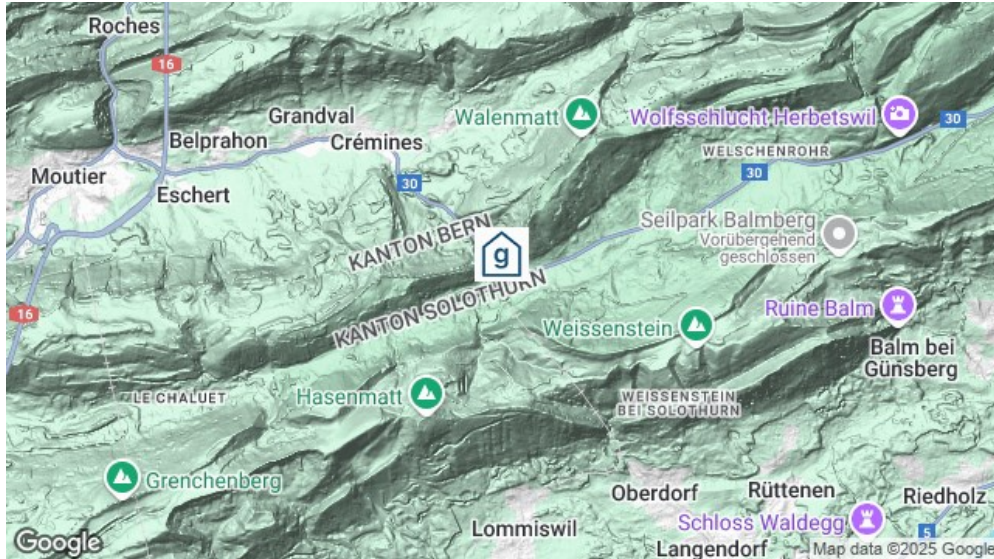 Roches
16
Grandval
Walenmatt
Wolfsschlucht Herbetswil
30
Belprahon
Crémines
WELSCHENROHR
Moutier
30
30
Eschert
Seilpark Balmberg
Vorübergehend
geschlossen
KANTON BERN
g
KANTON SOLOTHURN
16
Weissenstein
Ruine Balm
Balm bei
Günsberg
LE CHALUET
Hasenmatt
WEISSENSTEIN
BEI SOLOTHURN
Grenchenberg
Oberdorf
Rüttenen
Riedholz
Lommiswil
Schloss Waldegg
5
Langendorf
Google
Map data ©2025 Google